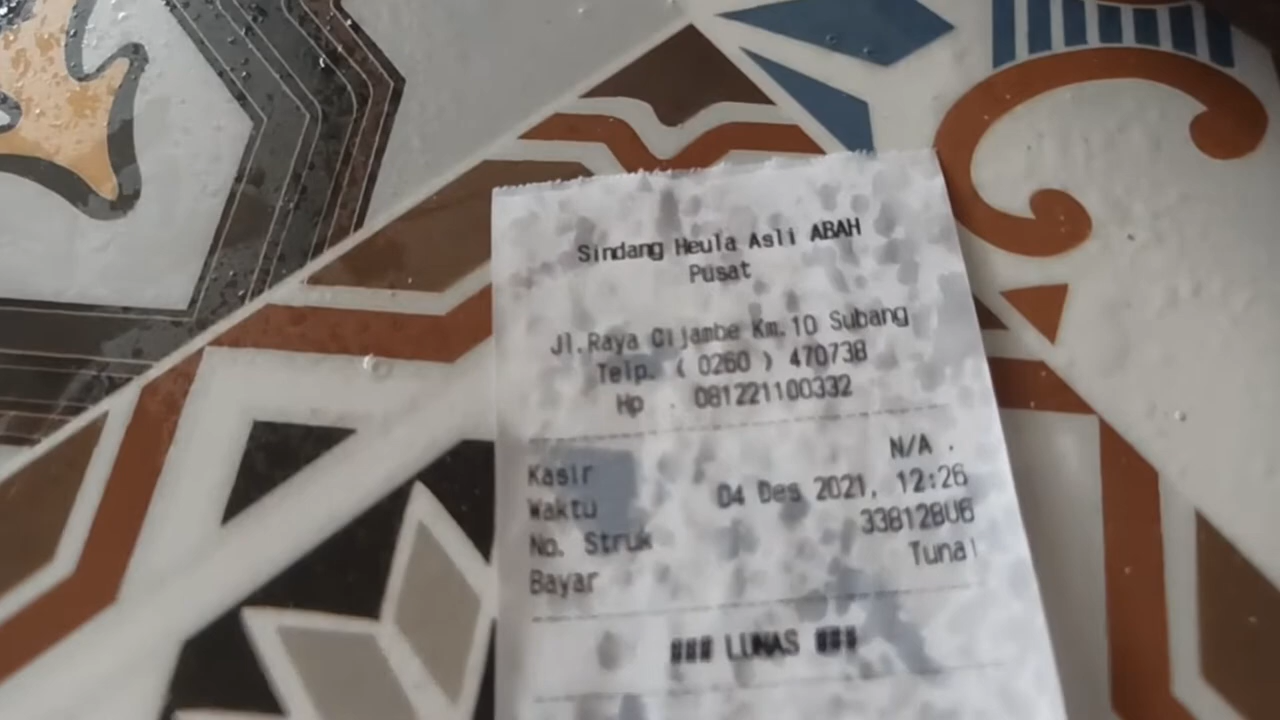 Sindang Heula Asli ABAH
Pusat
Jl.Raya Cijambe Km.10 Subang
Telp. ( 0260 ) 470738
Hp . 081221100332
Kasir N/A .
Waktu 04 Des 2021, 12:26
No. Struk 338128U6
Bayar Tunai
### LUNAS ###